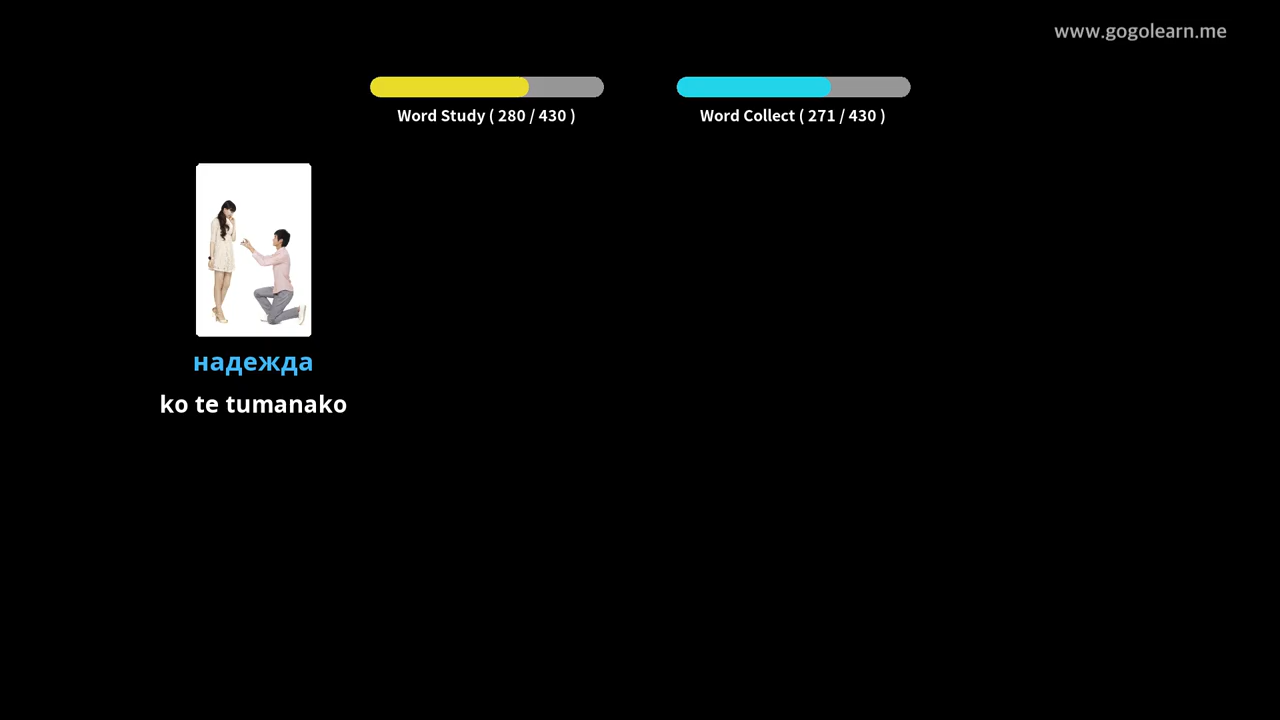 www.gogolearn.me
Word Study ( 280 / 430 )
Word Collect ( 271 / 430 )
надежда
ko te tumanako